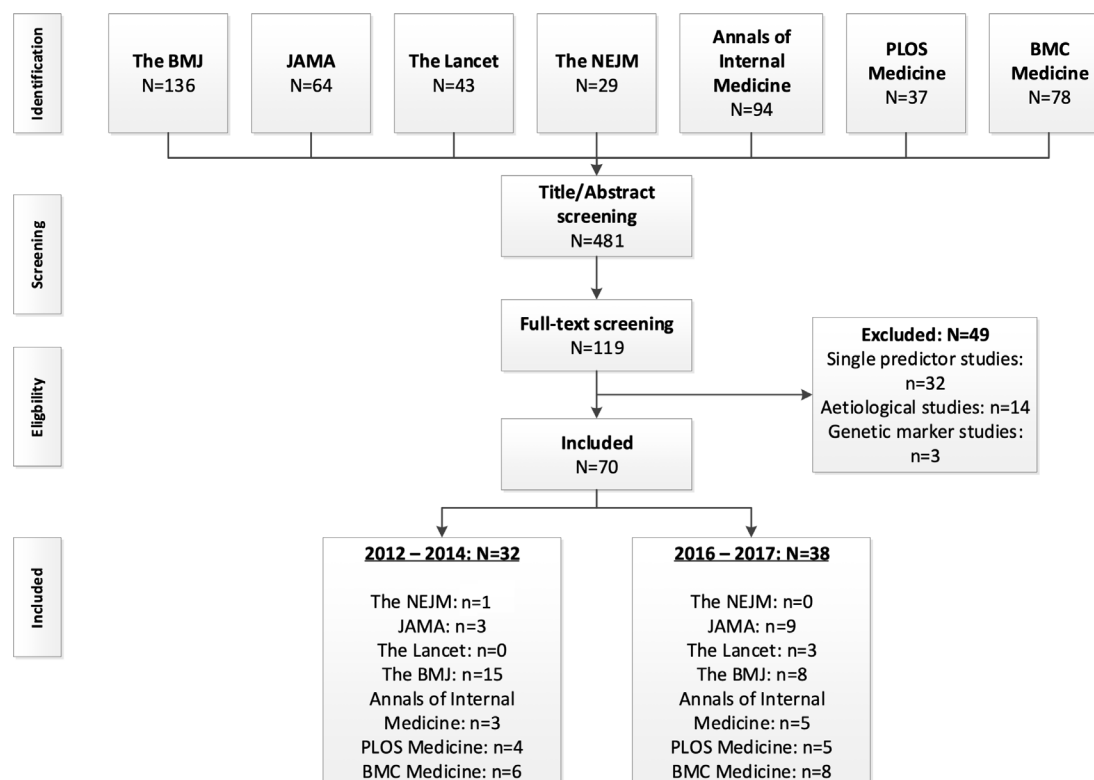 Identification
The BMJ
N=136
JAMA
N=64
The Lancet
N=43
The NEJM
N=29
Annals of
Internal
Medicine
N=94
PLOS
Medicine
N=37
BMC
Medicine
N=78
Screening
Title/Abstract
screening
N=481
Full-text screening
N=119
Eligbility
Excluded: N=49
Single predictor studies:
n=32
Aetiological studies: n=14
Genetic marker studies:
n=3
Included
N=70
Included
2012 – 2014: N=32
The NEJM: n=1
JAMA: n=3
The Lancet: n=0
The BMJ: n=15
Annals of Internal
Medicine: n=3
PLOS Medicine: n=4
BMC Medicine: n=6
2016 – 2017: N=38
The NEJM: n=0
JAMA: n=9
The Lancet: n=3
The BMJ: n=8
Annals of Internal
Medicine: n=5
PLOS Medicine: n=5
BMC Medicine: n=8